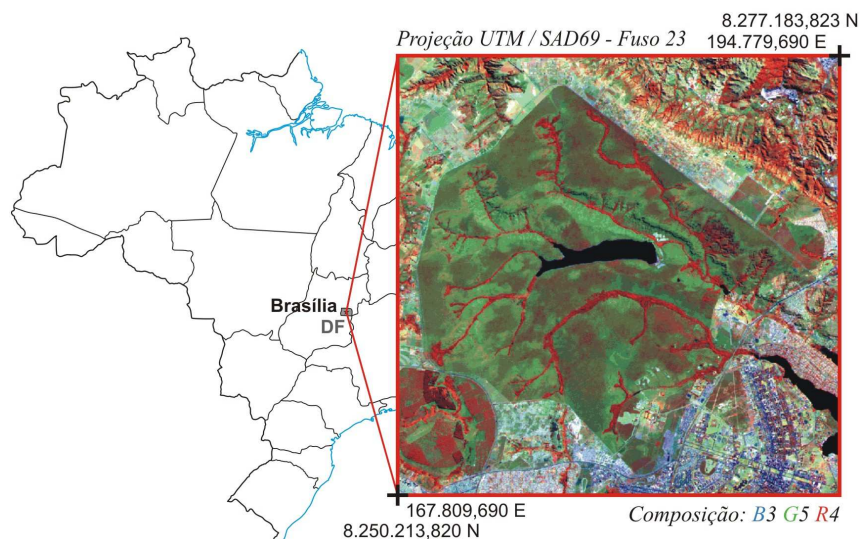 8.277.183,823 N
Projeção UTM / SAD69 - Fuso 23
194.779,690 E
Brasília
DF
167.809,690 E
8.250.213,820 N
Composição: B3 G5 R4